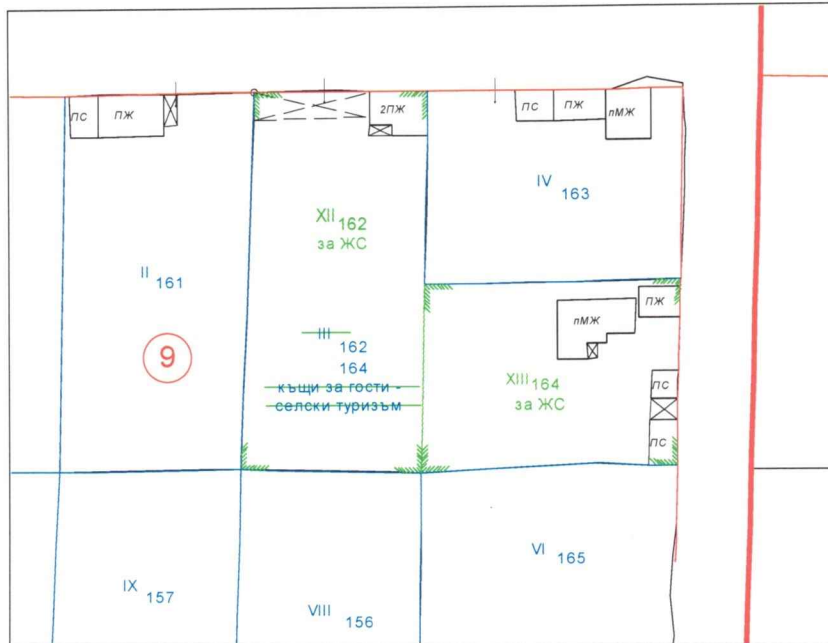 ПС
ПЖ
2ПЖ
ПС
ПЖ
пМЖ
IV 163
XII 162
за ЖС
II 161
ПЖ
пМЖ
III
162
164
къщи за гости -
селски туризъм
9
XIII 164
за ЖС
ПС
ПС
VI 165
IX 157
VIII 156